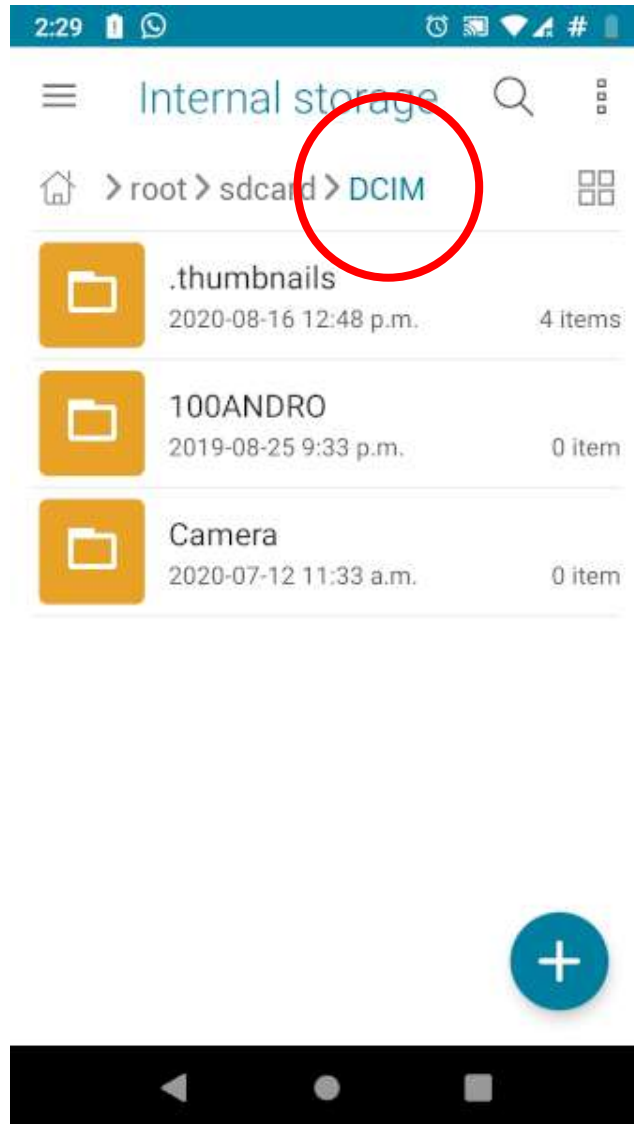 2:29 #
Internal storage
root > sdcard > DCIM
.thumbnails
2020-08-16 12:48 p.m. 4 items
100ANDRO
2019-08-25 9:33 p.m. 0 item
Camera
2020-07-12 11:33 a.m. 0 item